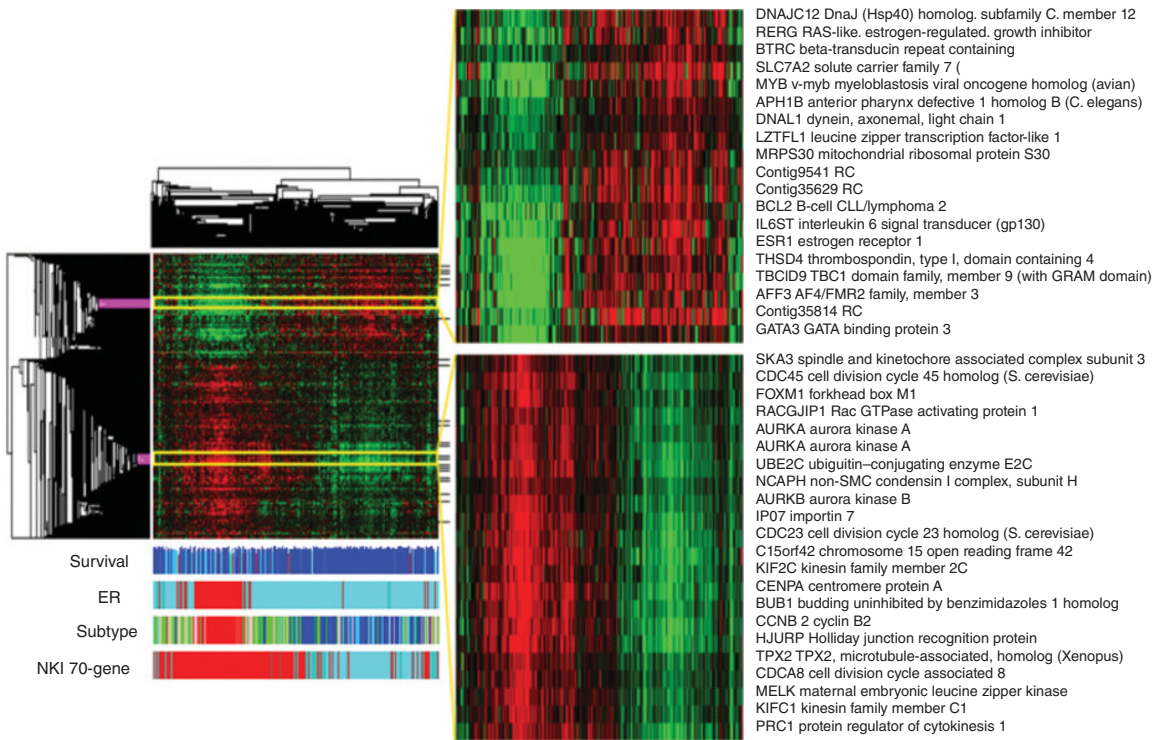 DNAJC12 DnaJ (Hsp40) homolog. subfamily C. member 12
RERG RAS-like. estrogen-regulated. growth inhibitor
BTRC beta-transducin repeat containing
SLC7A2 solute carrier family 7 (
MYB v-myb myeloblastosis viral oncogene homolog (avian)
APH1B anterior pharynx defective 1 homolog B (C. elegans)
DNAL1 dynein, axonemal, light chain 1
LZTFL1 leucine zipper transcription factor-like 1
MRPS30 mitochondrial ribosomal protein S30
Contig9541 RC
Contig35629 RC
BCL2 B-cell CLL/lymphoma 2
IL6ST interleukin 6 signal transducer (gp130)
ESR1 estrogen receptor 1
THSD4 thrombospondin, type I, domain containing 4
TBCID9 TBC1 domain family, member 9 (with GRAM domain)
AFF3 AF4/FMR2 family, member 3
Contig35814 RC
GATA3 GATA binding protein 3
SKA3 spindle and kinetochore associated complex subunit 3
CDC45 cell division cycle 45 homolog (S. cerevisiae)
FOXM1 forkhead box M1
RACGJIP1 Rac GTPase activating protein 1
AURKA aurora kinase A
AURKA aurora kinase A
UBE2C ubiguitin–conjugating enzyme E2C
NCAPH non-SMC condensin I complex, subunit H
AURKB aurora kinase B
IP07 importin 7
CDC23 cell division cycle 23 homolog (S. cerevisiae)
C15orf42 chromosome 15 open reading frame 42
KIF2C kinesin family member 2C
CENPA centromere protein A
BUB1 budding uninhibited by benzimidazoles 1 homolog
CCNB 2 cyclin B2
HJURP Holliday junction recognition protein
TPX2 TPX2, microtubule-associated, homolog (Xenopus)
CDCA8 cell division cycle associated 8
MELK maternal embryonic leucine zipper kinase
KIFC1 kinesin family member C1
PRC1 protein regulator of cytokinesis 1
Survival
ER
Subtype
NKI 70-gene